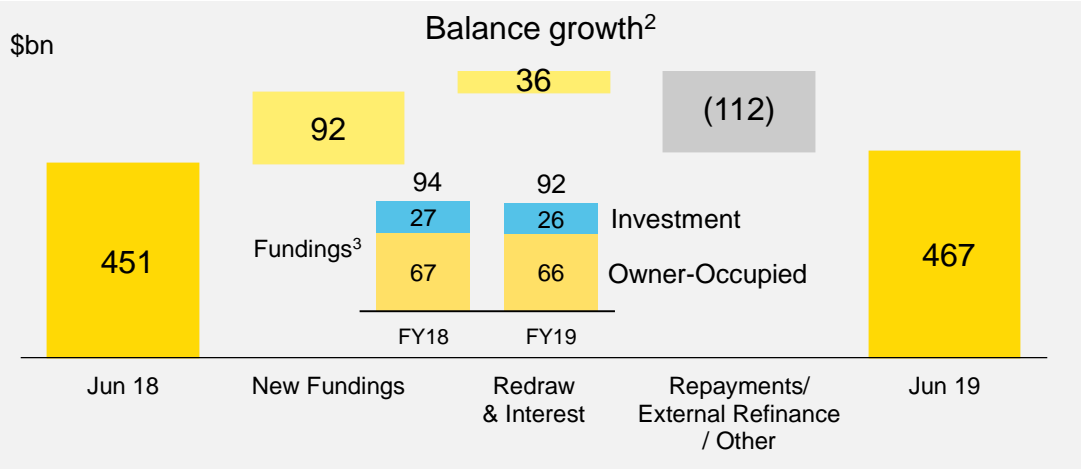 Balance growth²
$bn
36
92
(112)
94
92
27
26
Investment
Fundings³
451
467
67
66
Owner-Occupied
FY18
FY19
Jun 18
New Fundings
Redraw
& Interest
Repayments/
External Refinance
/ Other
Jun 19